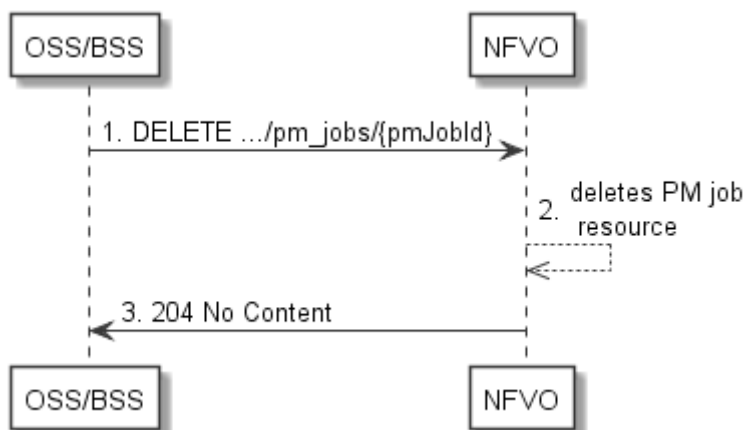 OSS/BSS
NFVO
1. DELETE .../pm_jobs/{pmJobId}
2. deletes PM job
resource
3. 204 No Content
OSS/BSS
NFVO